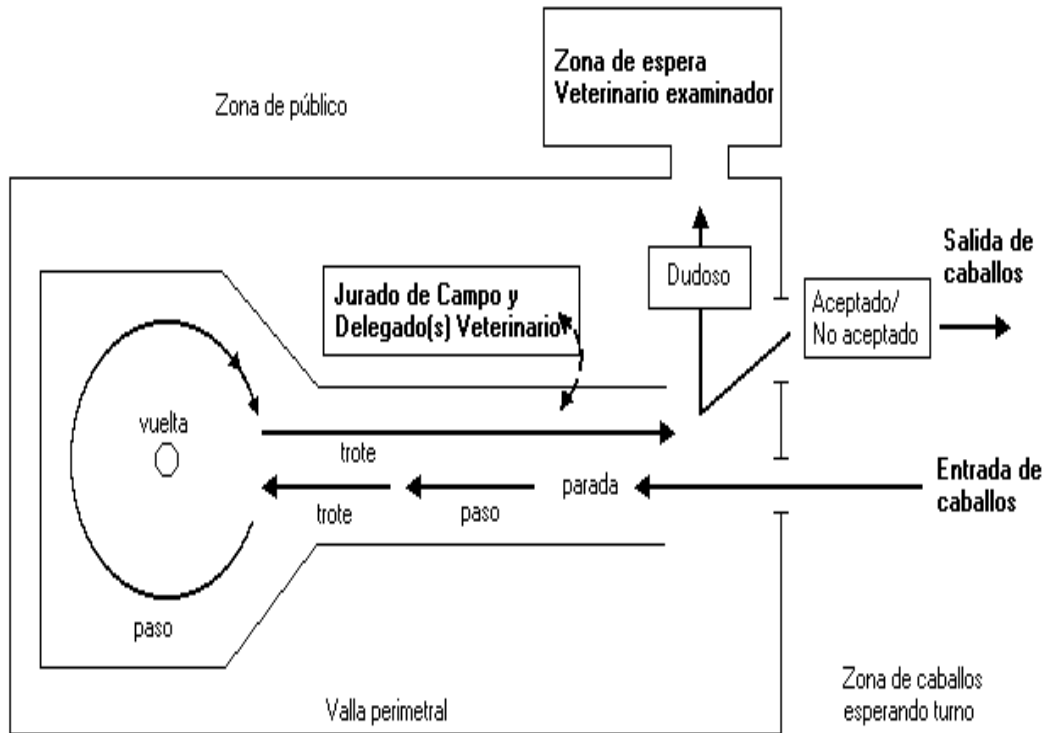 Zona de espera
Veterinario examinador
Zona de público
Salida de
caballos
Dudoso
Jurado de Campo y
Delegado(s) Veterinario
Aceptado/
No aceptado
vuelta
trote
Entrada de
caballos
parada
trote
paso
paso
Zona de caballos
esperando turno
Valla perimetral